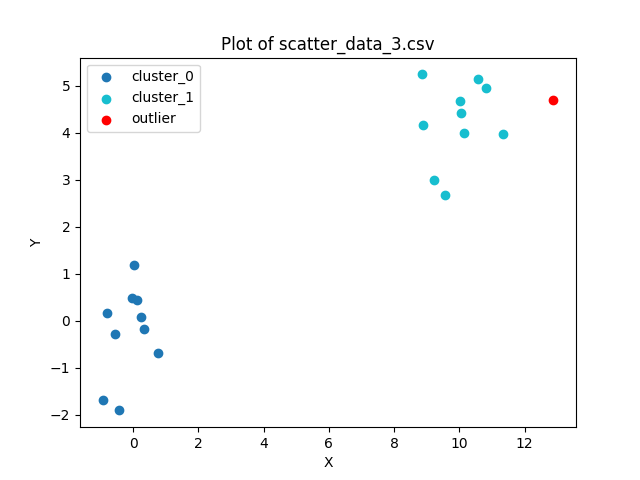 Plot of scatter_data_3.csv
cluster_0
cluster_1
outlier
5
4
3
2
1
0
−1
−2
Y
0 2 4 6 8 10 12
X